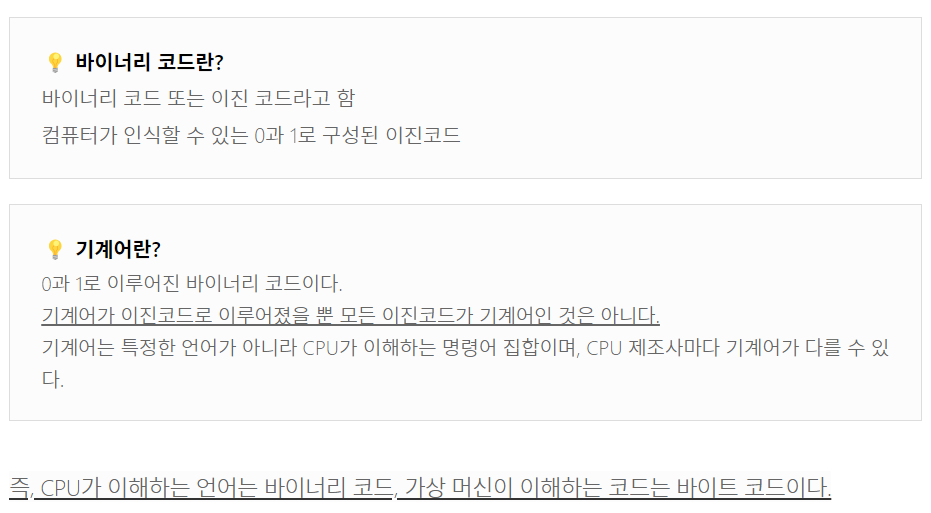 💡 바이너리 코드란?
바이너리 코드 또는 이진 코드라고 함
컴퓨터가 인식할 수 있는 0과 1로 구성된 이진코드
💡 기계어란?
0과 1로 이루어진 바이너리 코드이다.
기계어가 이진코드로 이루어졌을 뿐 모든 이진코드가 기계어인 것은 아니다.
기계어는 특정한 언어가 아니라 CPU가 이해하는 명령어 집합이며, CPU 제조사마다 기계어가 다를 수 있
다.
즉, CPU가 이해하는 언어는 바이너리 코드, 가상 머신이 이해하는 코드는 바이트 코드이다.